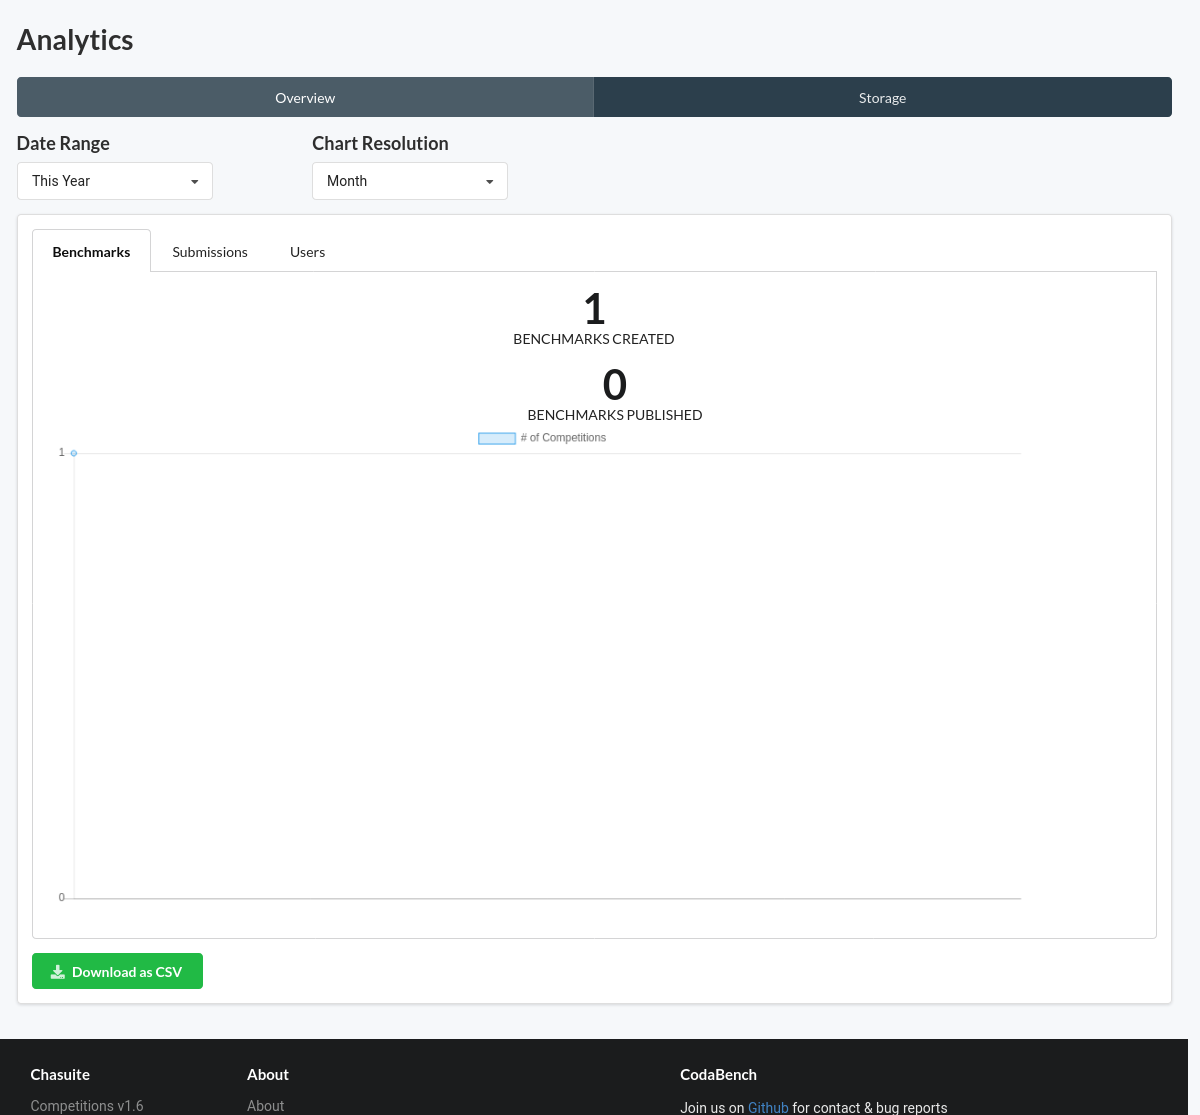 Analytics
Overview Storage
Date Range Chart Resolution
This Year Month
Benchmarks Submissions Users
1
BENCHMARKS CREATED
0
BENCHMARKS PUBLISHED
# of Competitions
1
0
Download as CSV
Chasuite About CodaBench
Competitions v1.6 About Join us on Github for contact & bug reports